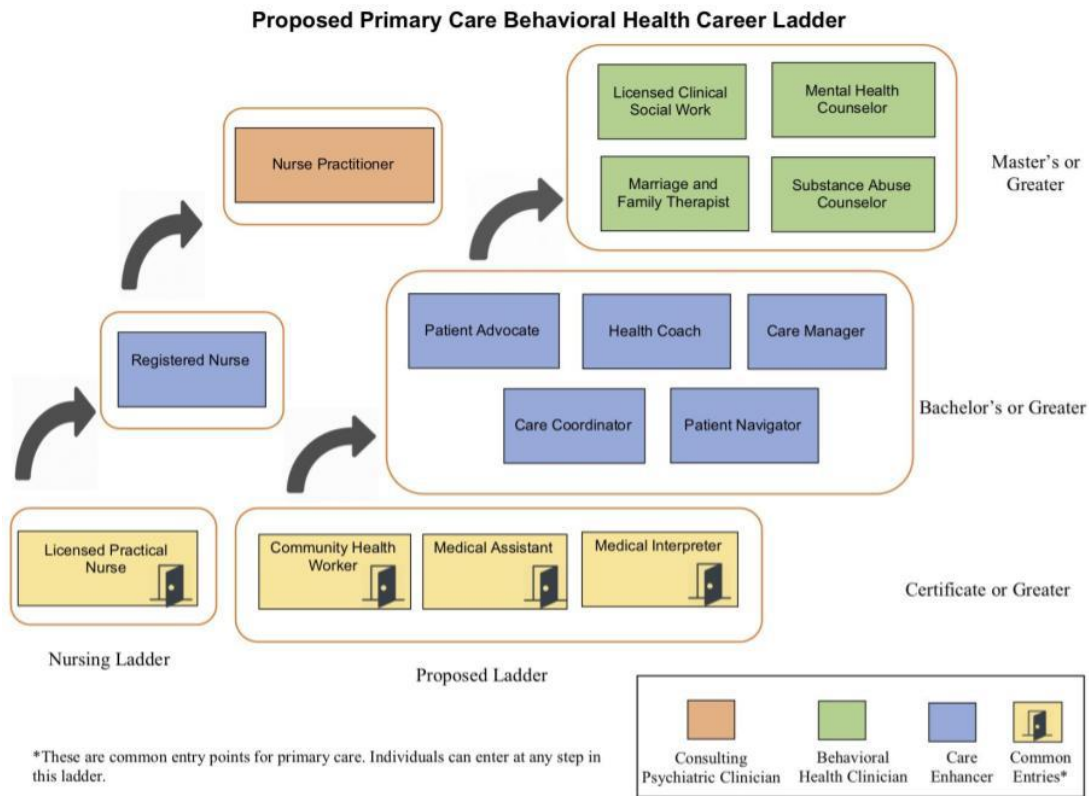 Proposed Primary Care Behavioral Health Career Ladder
Licensed Clinical
Social Work
Mental Health
Counselor
Marriage and
Family Therapist
Substance Abuse
Counselor
Master's or
Greater
Nurse Practitioner
Registered Nurse
Patient Advocate
Health Coach
Care Manager
Care Coordinator
Patient Navigator
Bachelor's or Greater
Licensed Practical
Nurse
Community Health
Worker
Medical Assistant
Medical Interpreter
Certificate or Greater
Nursing Ladder
Proposed Ladder
*These are common entry points for primary care. Individuals can enter at any step in
this ladder.
Consulting
Psychiatric Clinician
Behavioral
Health Clinician
Care
Enhancer
Common
Entries*